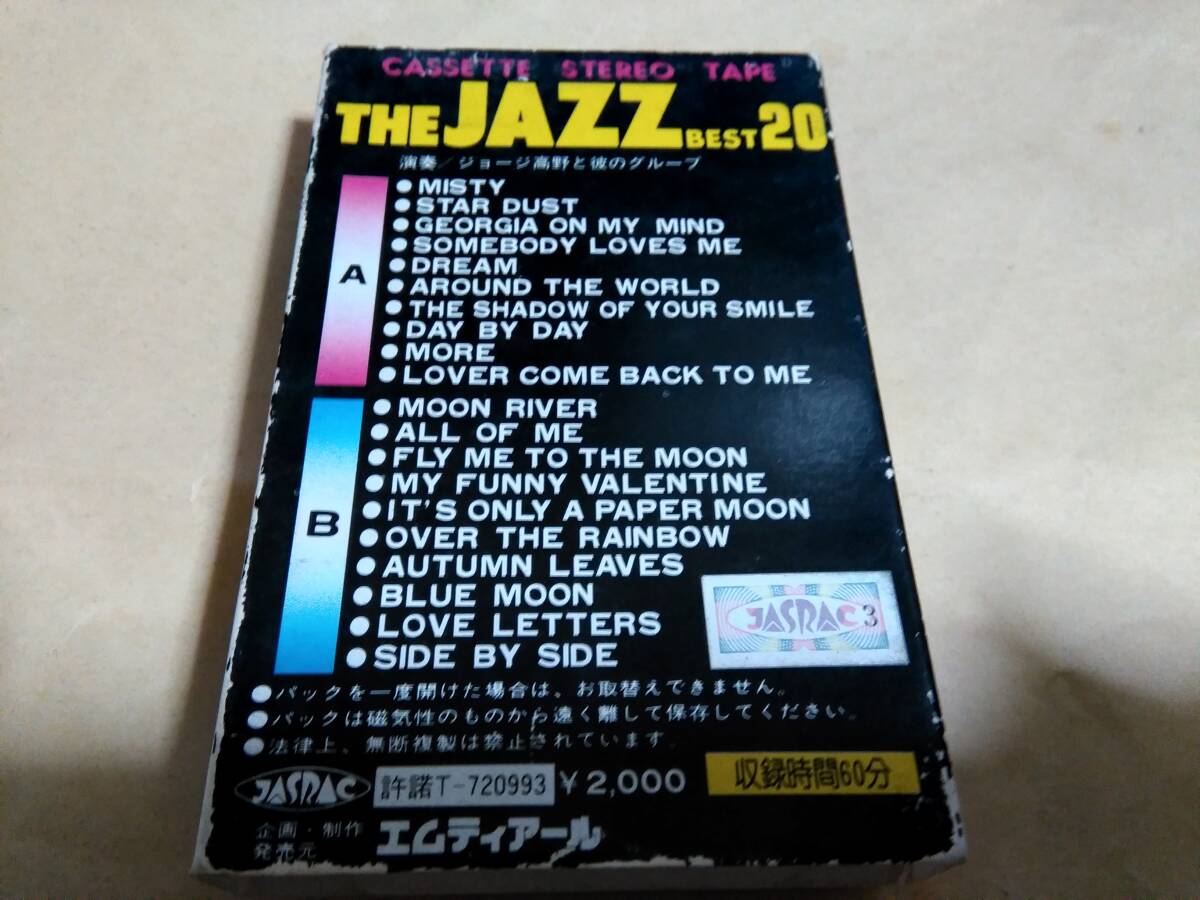 CASSETTE STEREO TAPE
THE JAZZ BEST 20
演奏/ジョージ高野と彼のグループ
A
●MISTY
●STAR DUST
●GEORGIA ON MY MIND
●SOMEBODY LOVES ME
●DREAM
●AROUND THE WORLD
●THE SHADOW OF YOUR SMILE
●DAY BY DAY
●MORE
●LOVER COME BACK TO ME
B
●MOON RIVER
●ALL OF ME
●FLY ME TO THE MOON
●MY FUNNY VALENTINE
●IT'S ONLY A PAPER MOON
●OVER THE RAINBOW
●AUTUMN LEAVES
●BLUE MOON
●LOVE LETTERS
●SIDE BY SIDE
JASRAC 3
●パックを一度開けた場合は、お取替えできません。
●パックは磁気性のものから遠く離して保存してください。
●法律上、無断複製は禁止されています。
JASRAC 許諾T-720993 ¥2,000 収録時間60分
企画・制作
発売元 エムティアール